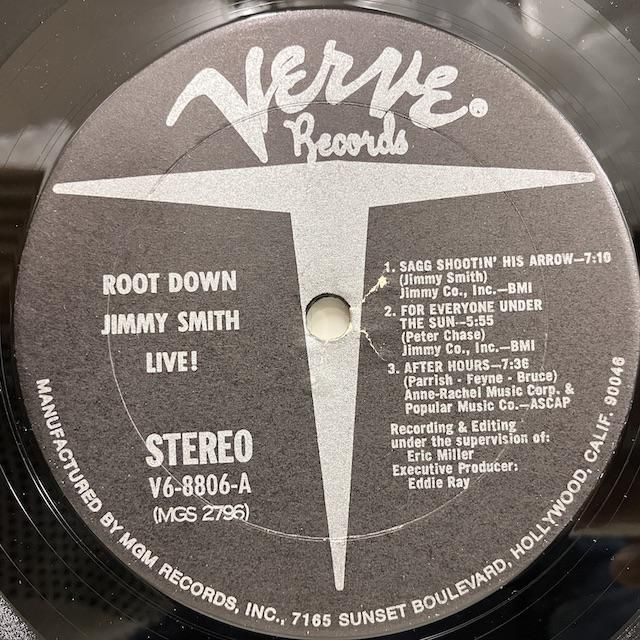 Verve®
Records
ROOT DOWN
JIMMY SMITH
LIVE!
STEREO
V6-8806-A
(MGS 2796)
1. SAGG SHOOTIN' HIS ARROW—7:10
(Jimmy Smith)
Jimmy Co., Inc.—BMI
2. FOR EVERYONE UNDER
THE SUN—5:55
(Peter Chase)
Jimmy Co., Inc.—BMI
3. AFTER HOURS—7:36
(Parrish - Feyne - Bruce)
Anne-Rachel Music Corp. &
Popular Music Co.—ASCAP
Recording & Editing
under the supervision of:
Eric Miller
Executive Producer:
Eddie Ray
MANUFACTURED BY MGM RECORDS, INC., 7165 SUNSET BOULEVARD, HOLLYWOOD, CALIF. 90046